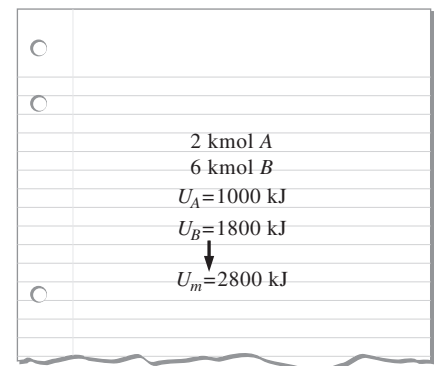 2 kmol A
6 kmol B
U_A=1000 kJ
U_B=1800 kJ
U_m=2800 kJ